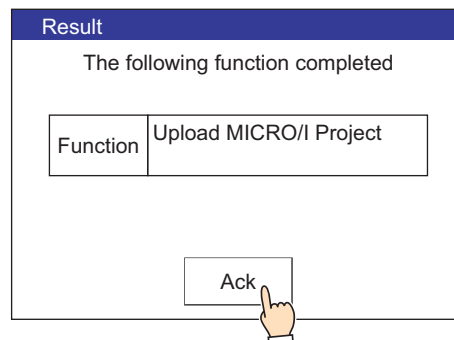 Result
The following function completed
Function
Upload MICRO/I Project
Ack